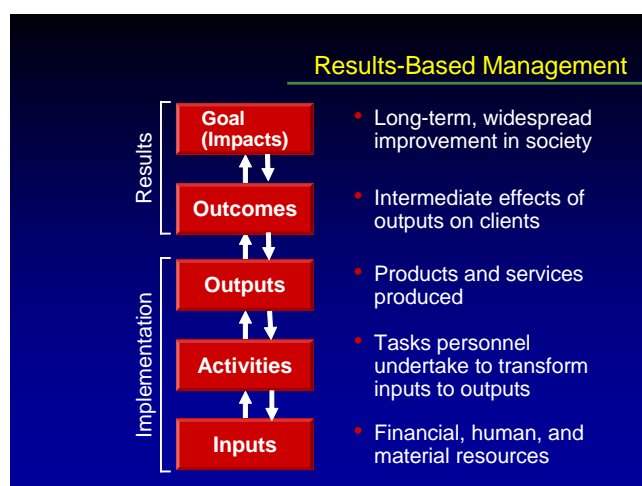 Results-Based Management
Results
Goal
(Impacts)
• Long-term, widespread
improvement in society
Outcomes
• Intermediate effects of
outputs on clients
Implementation
Outputs
• Products and services
produced
Activities
• Tasks personnel
undertake to transform
inputs to outputs
Inputs
• Financial, human, and
material resources